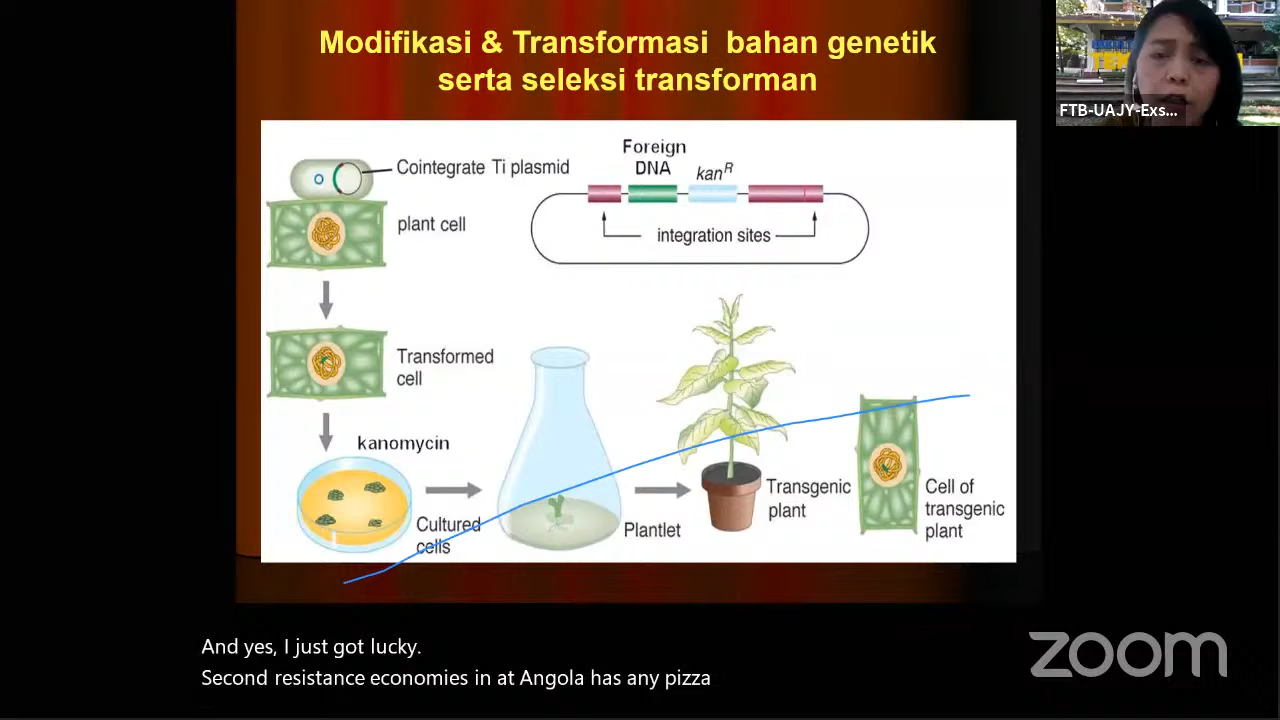 Modifikasi & Transformasi bahan genetik
serta seleksi transforman
FTB-UAJY-Exs...
Cointegrate Ti plasmid
plant cell
Foreign
DNA
kanR
integration sites
Transformed
cell
kanomycin
Cultured
cells
Plantlet
Transgenic
plant
Cell of
transgenic
plant
And yes, I just got lucky.
Second resistance economies in at Angola has any pizza
zoom